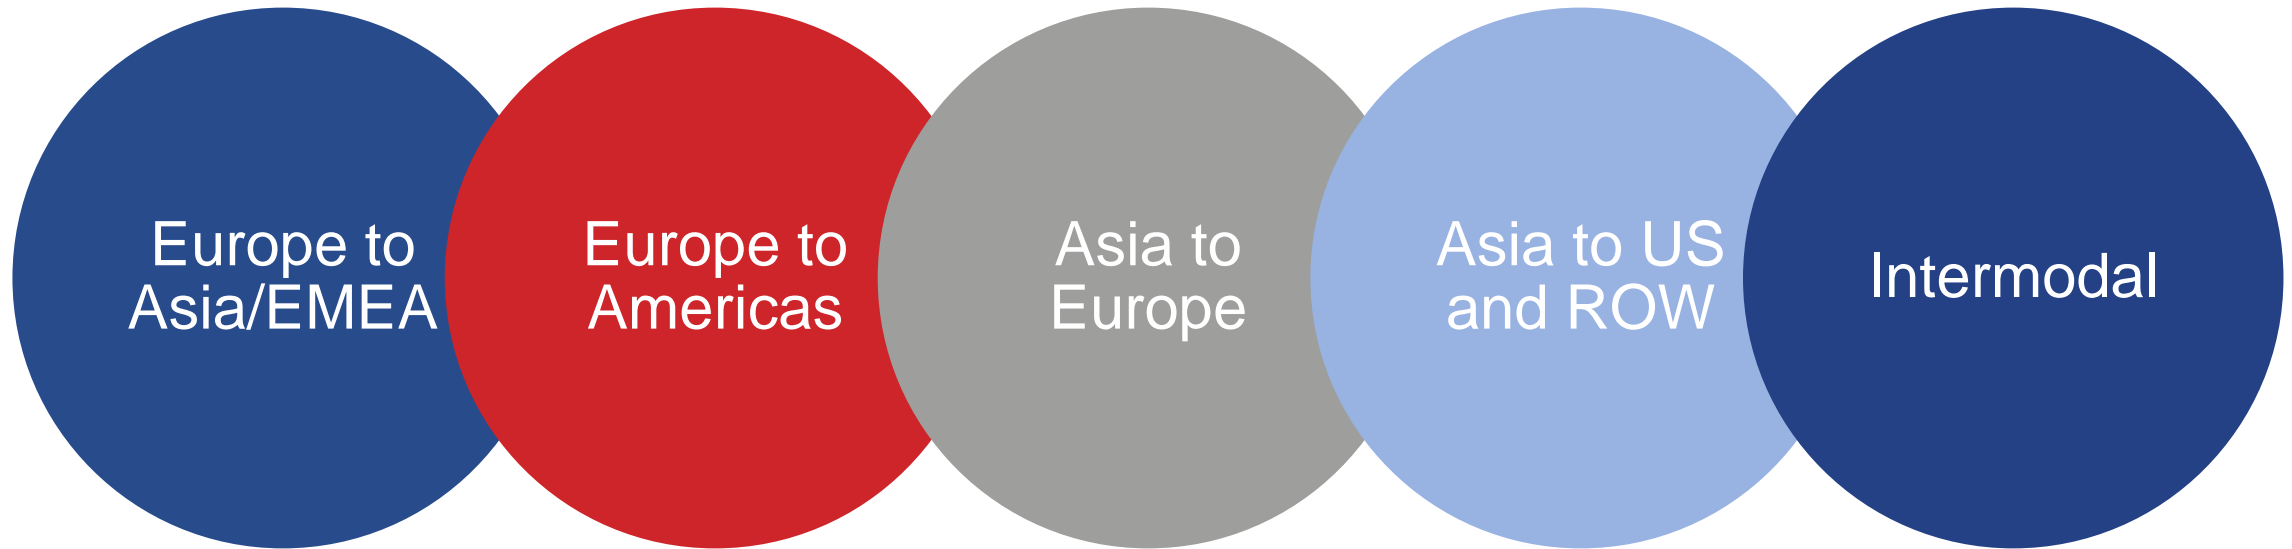 Europe to
Asia/EMEA
Europe to
Americas
Asia to
Europe
Asia to US
and ROW
Intermodal